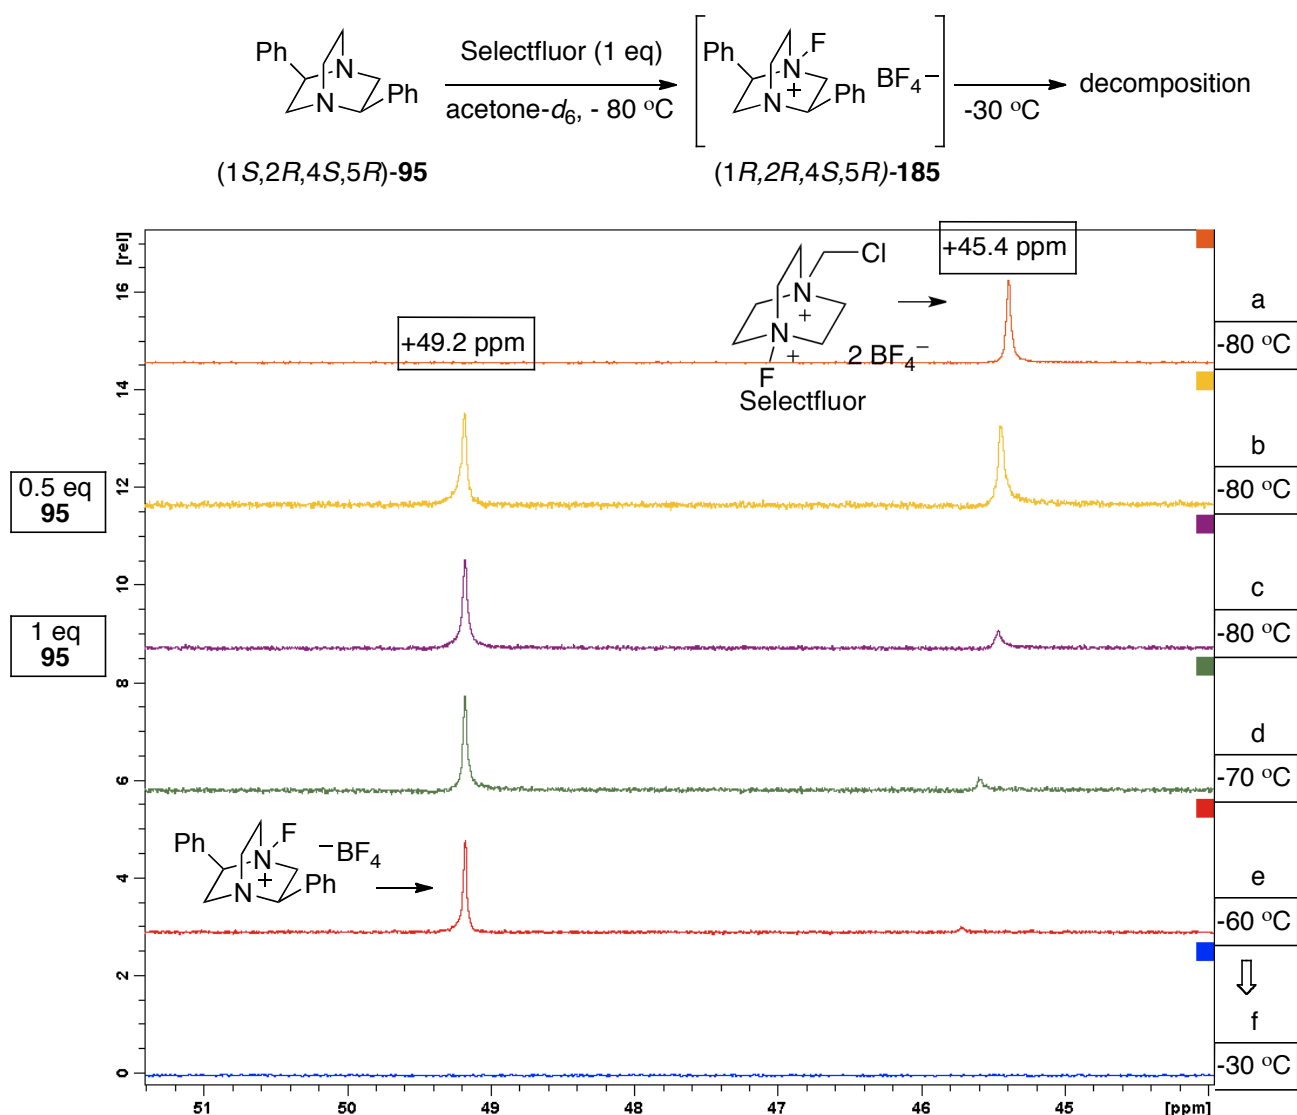 Ph
N
N
Ph
(1S,2R,4S,5R)-95
Selectfluor (1 eq)
acetone-d6, - 80 °C
Ph
F
N
+
N
Ph
BF4−
(1R,2R,4S,5R)-185
-30 °C
decomposition
[rel]
16
14
12
10
8
6
4
2
0
+49.2 ppm
Cl
N
+
N
+
F
2 BF4−
Selectfluor
+45.4 ppm
a
-80 °C
0.5 eq
95
b
-80 °C
1 eq
95
c
-80 °C
d
-70 °C
Ph
F
N
+
N
Ph
−BF4
e
-60 °C
f
-30 °C
51
50
49
48
47
46
45
[ppm]